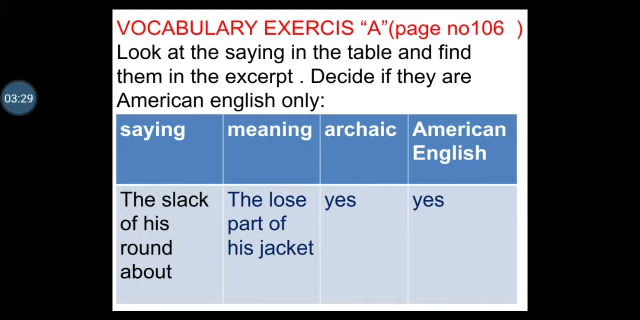 VOCABULARY EXERCIS “A”(page no106 )
Look at the saying in the table and find
them in the excerpt . Decide if they are
American english only:
03:29
saying meaning archaic American
English
The slack
of his
round
about
The lose
part of
his jacket
yes
yes